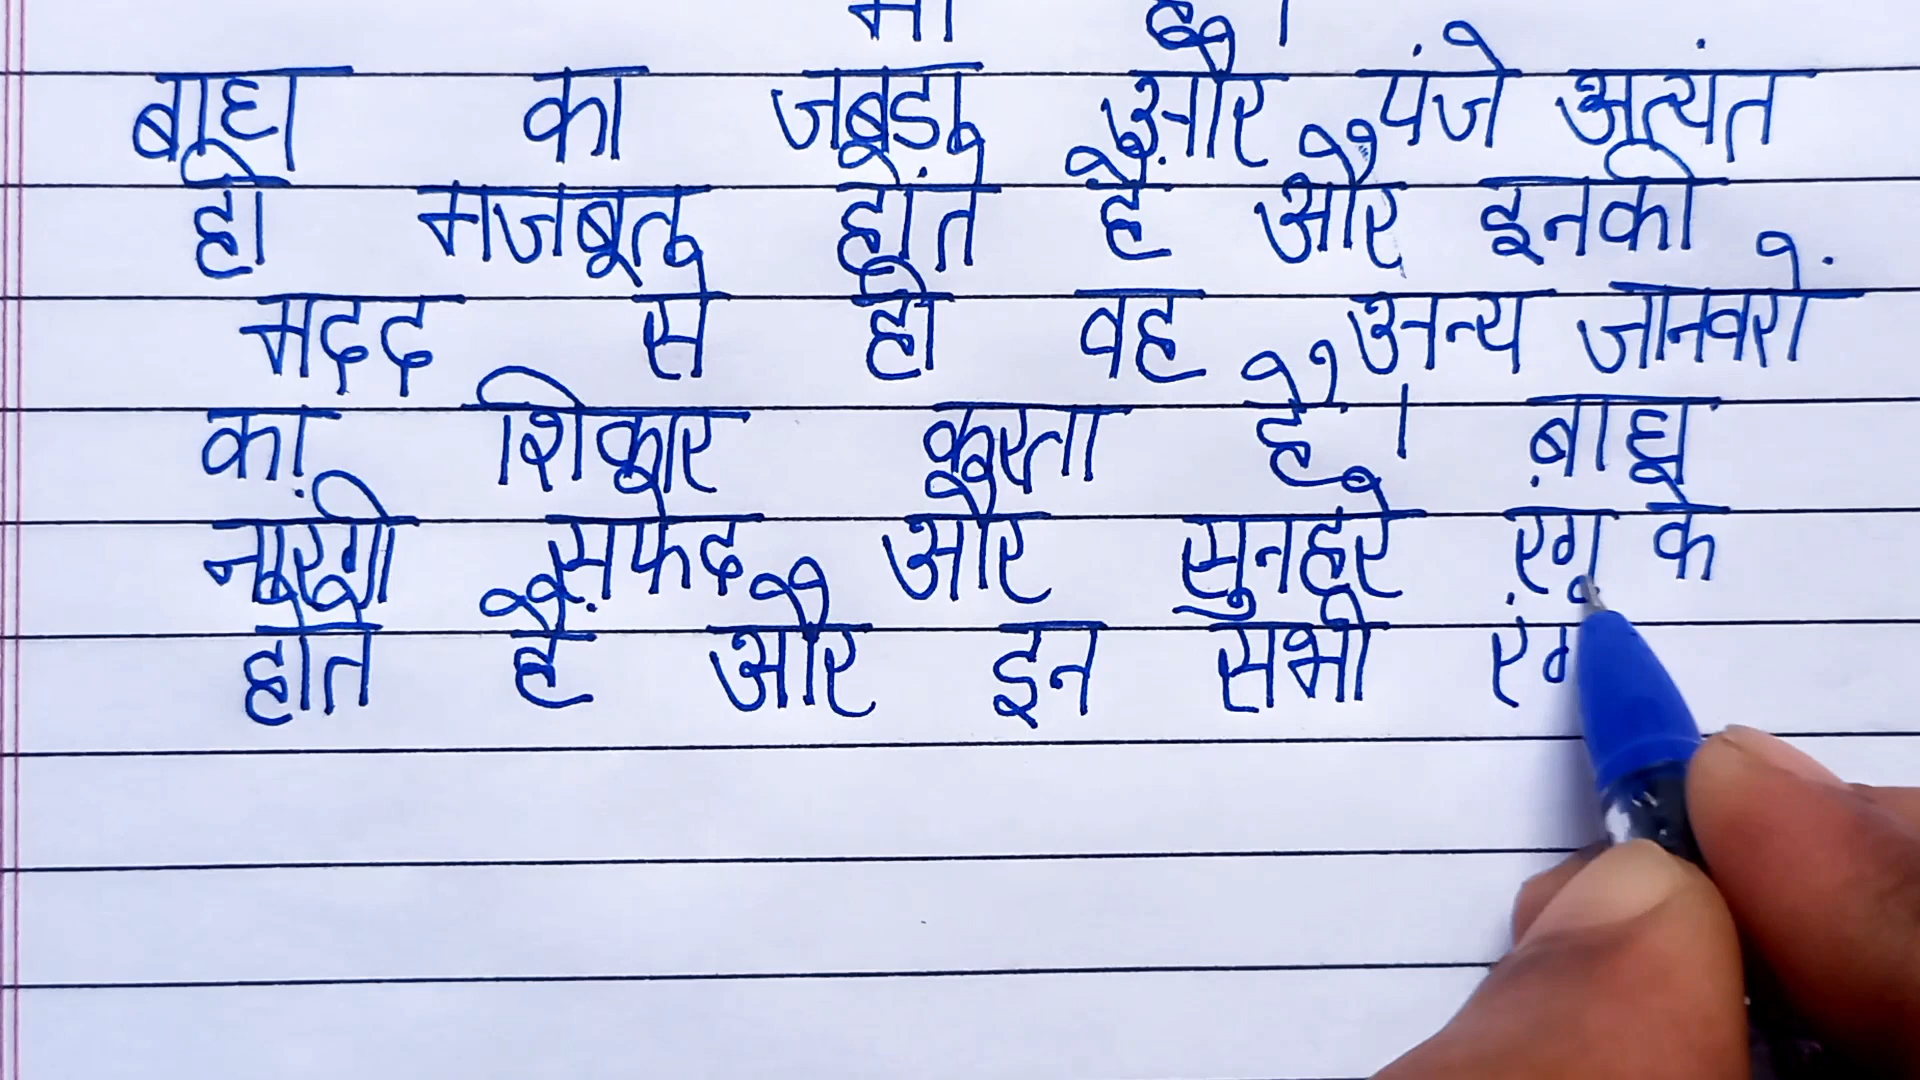 बाघ का जबड़ा और पंजे अत्यंत
ही मजबूत होते है और इनकी
मदद से ही वह अन्य जानवरों
का शिकार करता है। बाघ
नारंगी सफेद और सुनहरे रंग के
होते है और इन सभी रंग